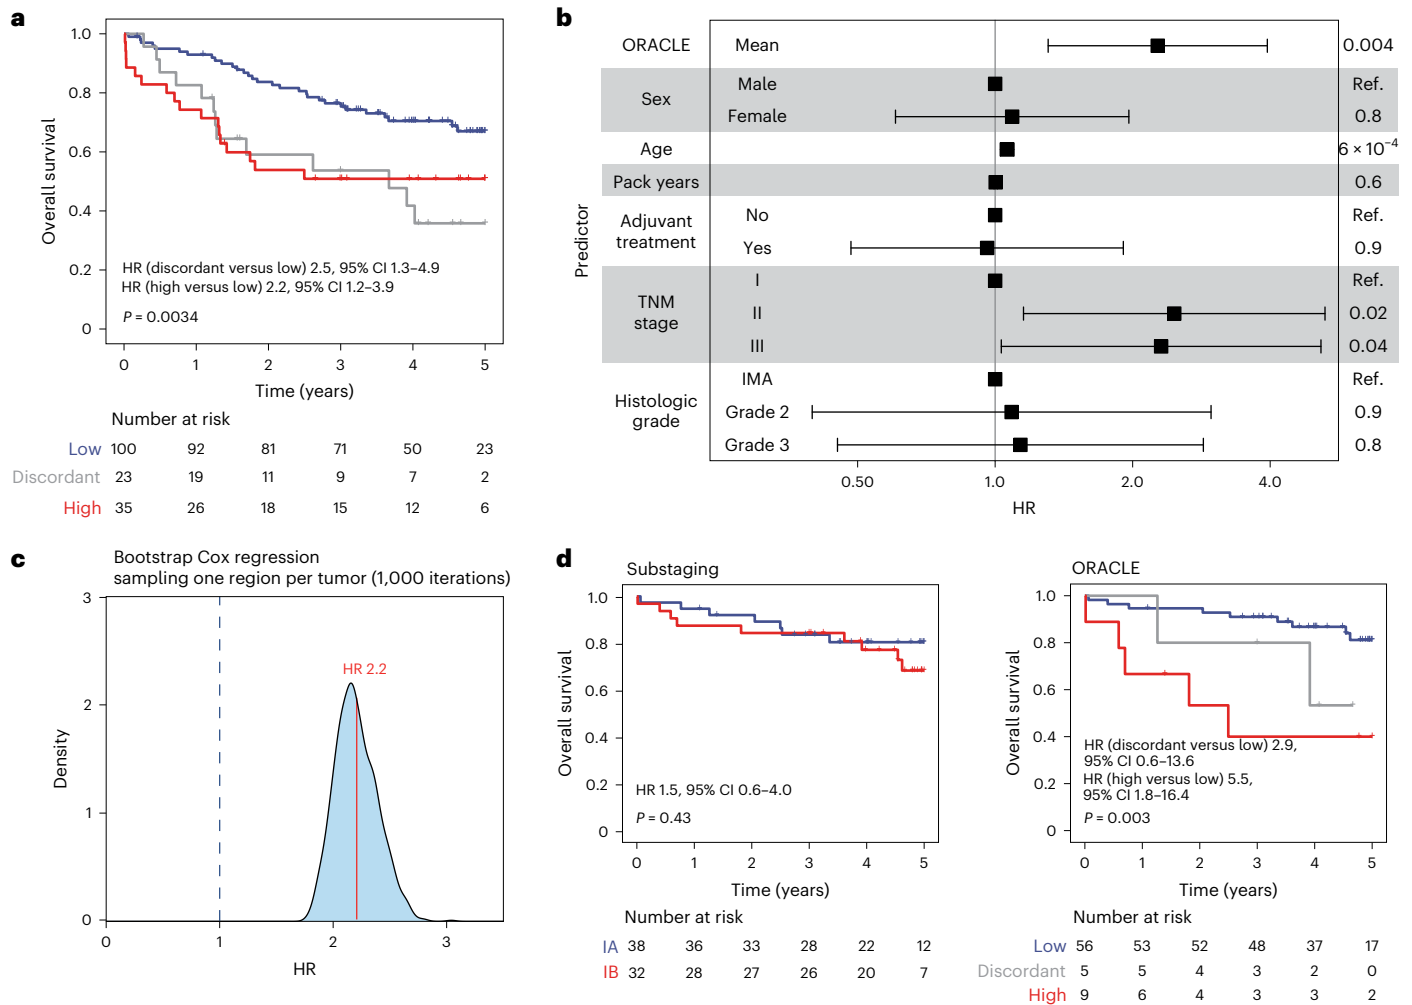 a
1.0
0.8
0.6
0.4
0.2
0
Overall survival
HR (discordant versus low) 2.5, 95% CI 1.3–4.9
HR (high versus low) 2.2, 95% CI 1.2–3.9
P = 0.0034
0 1 2 3 4 5
Time (years)
Number at risk
Low 100 92 81 71 50 23
Discordant 23 19 11 9 7 2
High 35 26 18 15 12 6
b
Predictor
ORACLE Mean 0.004
Sex
Male Ref.
Female 0.8
Age 6 × 10⁻⁴
Pack years 0.6
Adjuvant
treatment
No Ref.
Yes 0.9
TNM
stage
I Ref.
II 0.02
III 0.04
Histologic
grade
IMA Ref.
Grade 2 0.9
Grade 3 0.8
0.50 1.0 2.0 4.0
HR
c
Bootstrap Cox regression
sampling one region per tumor (1,000 iterations)
3
2
1
0
Density
HR 2.2
0 1 2 3
HR
d
Substaging
1.0
0.8
0.6
0.4
0.2
0
Overall survival
HR 1.5, 95% CI 0.6–4.0
P = 0.43
0 1 2 3 4 5
Time (years)
Number at risk
IA 38 36 33 28 22 12
IB 32 28 27 26 20 7
ORACLE
1.0
0.8
0.6
0.4
0.2
0
Overall survival
HR (discordant versus low) 2.9,
95% CI 0.6–13.6
HR (high versus low) 5.5,
95% CI 1.8–16.4
P = 0.003
0 1 2 3 4 5
Time (years)
Number at risk
Low 56 53 52 48 37 17
Discordant 5 5 4 3 2 0
High 9 6 4 3 3 2